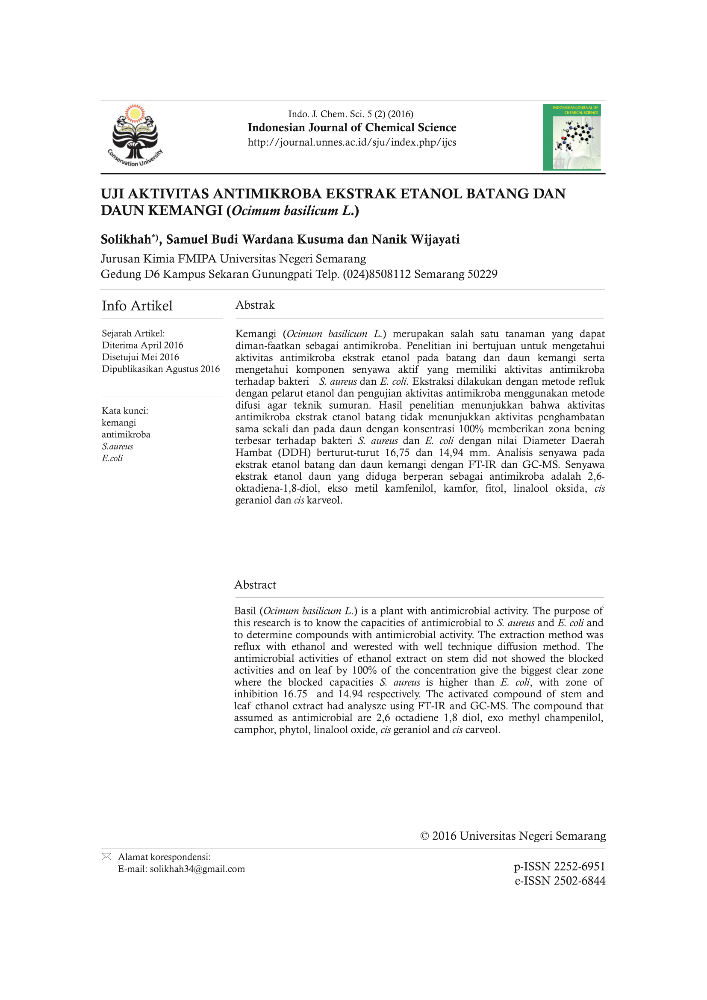 Conservation University
Indo. J. Chem. Sci. 5 (2) (2016)
Indonesian Journal of Chemical Science
http://journal.unnes.ac.id/sju/index.php/ijcs
INDONESIAN JOURNAL OF
CHEMICAL SCIENCE
UJI AKTIVITAS ANTIMIKROBA EKSTRAK ETANOL BATANG DAN
DAUN KEMANGI (Ocimum basilicum L.)
Solikhah*), Samuel Budi Wardana Kusuma dan Nanik Wijayati
Jurusan Kimia FMIPA Universitas Negeri Semarang
Gedung D6 Kampus Sekaran Gunungpati Telp. (024)8508112 Semarang 50229
Info Artikel
Sejarah Artikel:
Diterima April 2016
Disetujui Mei 2016
Dipublikasikan Agustus 2016
Kata kunci:
kemangi
antimikroba
S.aureus
E.coli
Abstrak
Kemangi (Ocimum basilicum L.) merupakan salah satu tanaman yang dapat
diman-faatkan sebagai antimikroba. Penelitian ini bertujuan untuk mengetahui
aktivitas antimikroba ekstrak etanol pada batang dan daun kemangi serta
mengetahui komponen senyawa aktif yang memiliki aktivitas antimikroba
terhadap bakteri S. aureus dan E. coli. Ekstraksi dilakukan dengan metode refluk
dengan pelarut etanol dan pengujian aktivitas antimikroba menggunakan metode
difusi agar teknik sumuran. Hasil penelitian menunjukkan bahwa aktivitas
antimikroba ekstrak etanol batang tidak menunjukkan aktivitas penghambatan
sama sekali dan pada daun dengan konsentrasi 100% memberikan zona bening
terbesar terhadap bakteri S. aureus dan E. coli dengan nilai Diameter Daerah
Hambat (DDH) berturut-turut 16,75 dan 14,94 mm. Analisis senyawa pada
ekstrak etanol batang dan daun kemangi dengan FT-IR dan GC-MS. Senyawa
ekstrak etanol daun yang diduga berperan sebagai antimikroba adalah 2,6-
oktadiena-1,8-diol, ekso metil kamfenilol, kamfor, fitol, linalool oksida, cis
geraniol dan cis karveol.
Abstract
Basil (Ocimum basilicum L.) is a plant with antimicrobial activity. The purpose of
this research is to know the capacities of antimicrobial to S. aureus and E. coli and
to determine compounds with antimicrobial activity. The extraction method was
reflux with ethanol and werested with well technique diffusion method. The
antimicrobial activities of ethanol extract on stem did not showed the blocked
activities and on leaf by 100% of the concentration give the biggest clear zone
where the blocked capacities S. aureus is higher than E. coli, with zone of
inhibition 16.75 and 14.94 respectively. The activated compound of stem and
leaf ethanol extract had analysze using FT-IR and GC-MS. The compound that
assumed as antimicrobial are 2,6 octadiene 1,8 diol, exo methyl champenilol,
camphor, phytol, linalool oxide, cis geraniol and cis carveol.
© 2016 Universitas Negeri Semarang
Alamat korespondensi:
E-mail: solikhah34@gmail.com
p-ISSN 2252-6951
e-ISSN 2502-6844